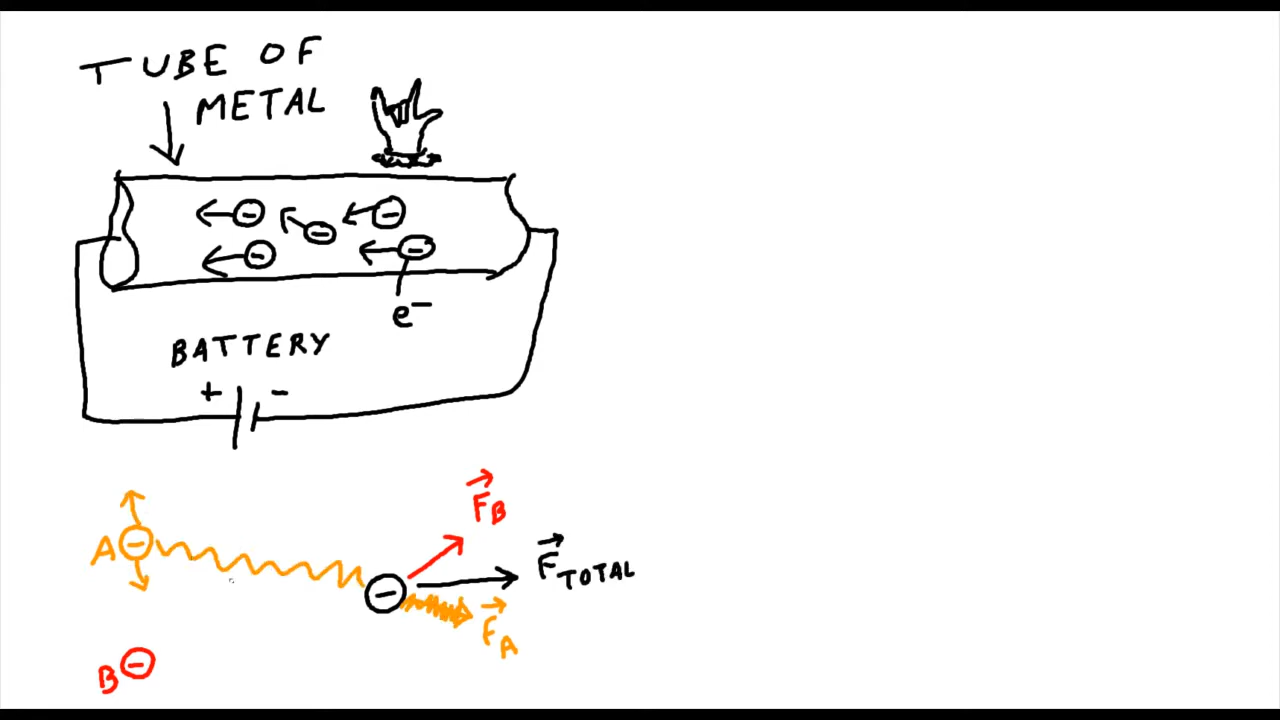 TUBE OF
METAL
e⁻
BATTERY
+ -
F⃗B
A
F⃗TOTAL
F⃗A
B